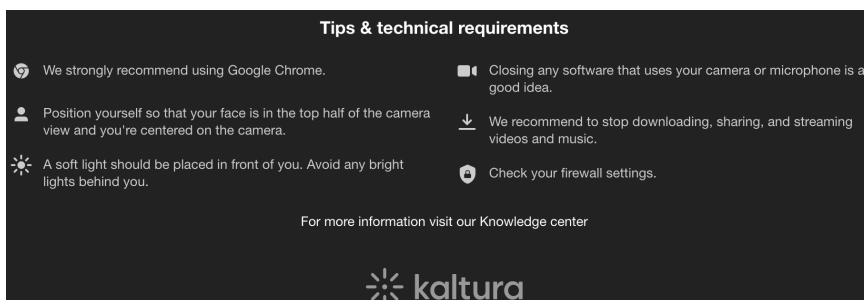 Tips & technical requirements
We strongly recommend using Google Chrome.
Position yourself so that your face is in the top half of the camera
view and you're centered on the camera.
A soft light should be placed in front of you. Avoid any bright
lights behind you.
Closing any software that uses your camera or microphone is a
good idea.
We recommend to stop downloading, sharing, and streaming
videos and music.
Check your firewall settings.
For more information visit our Knowledge center
kaltura